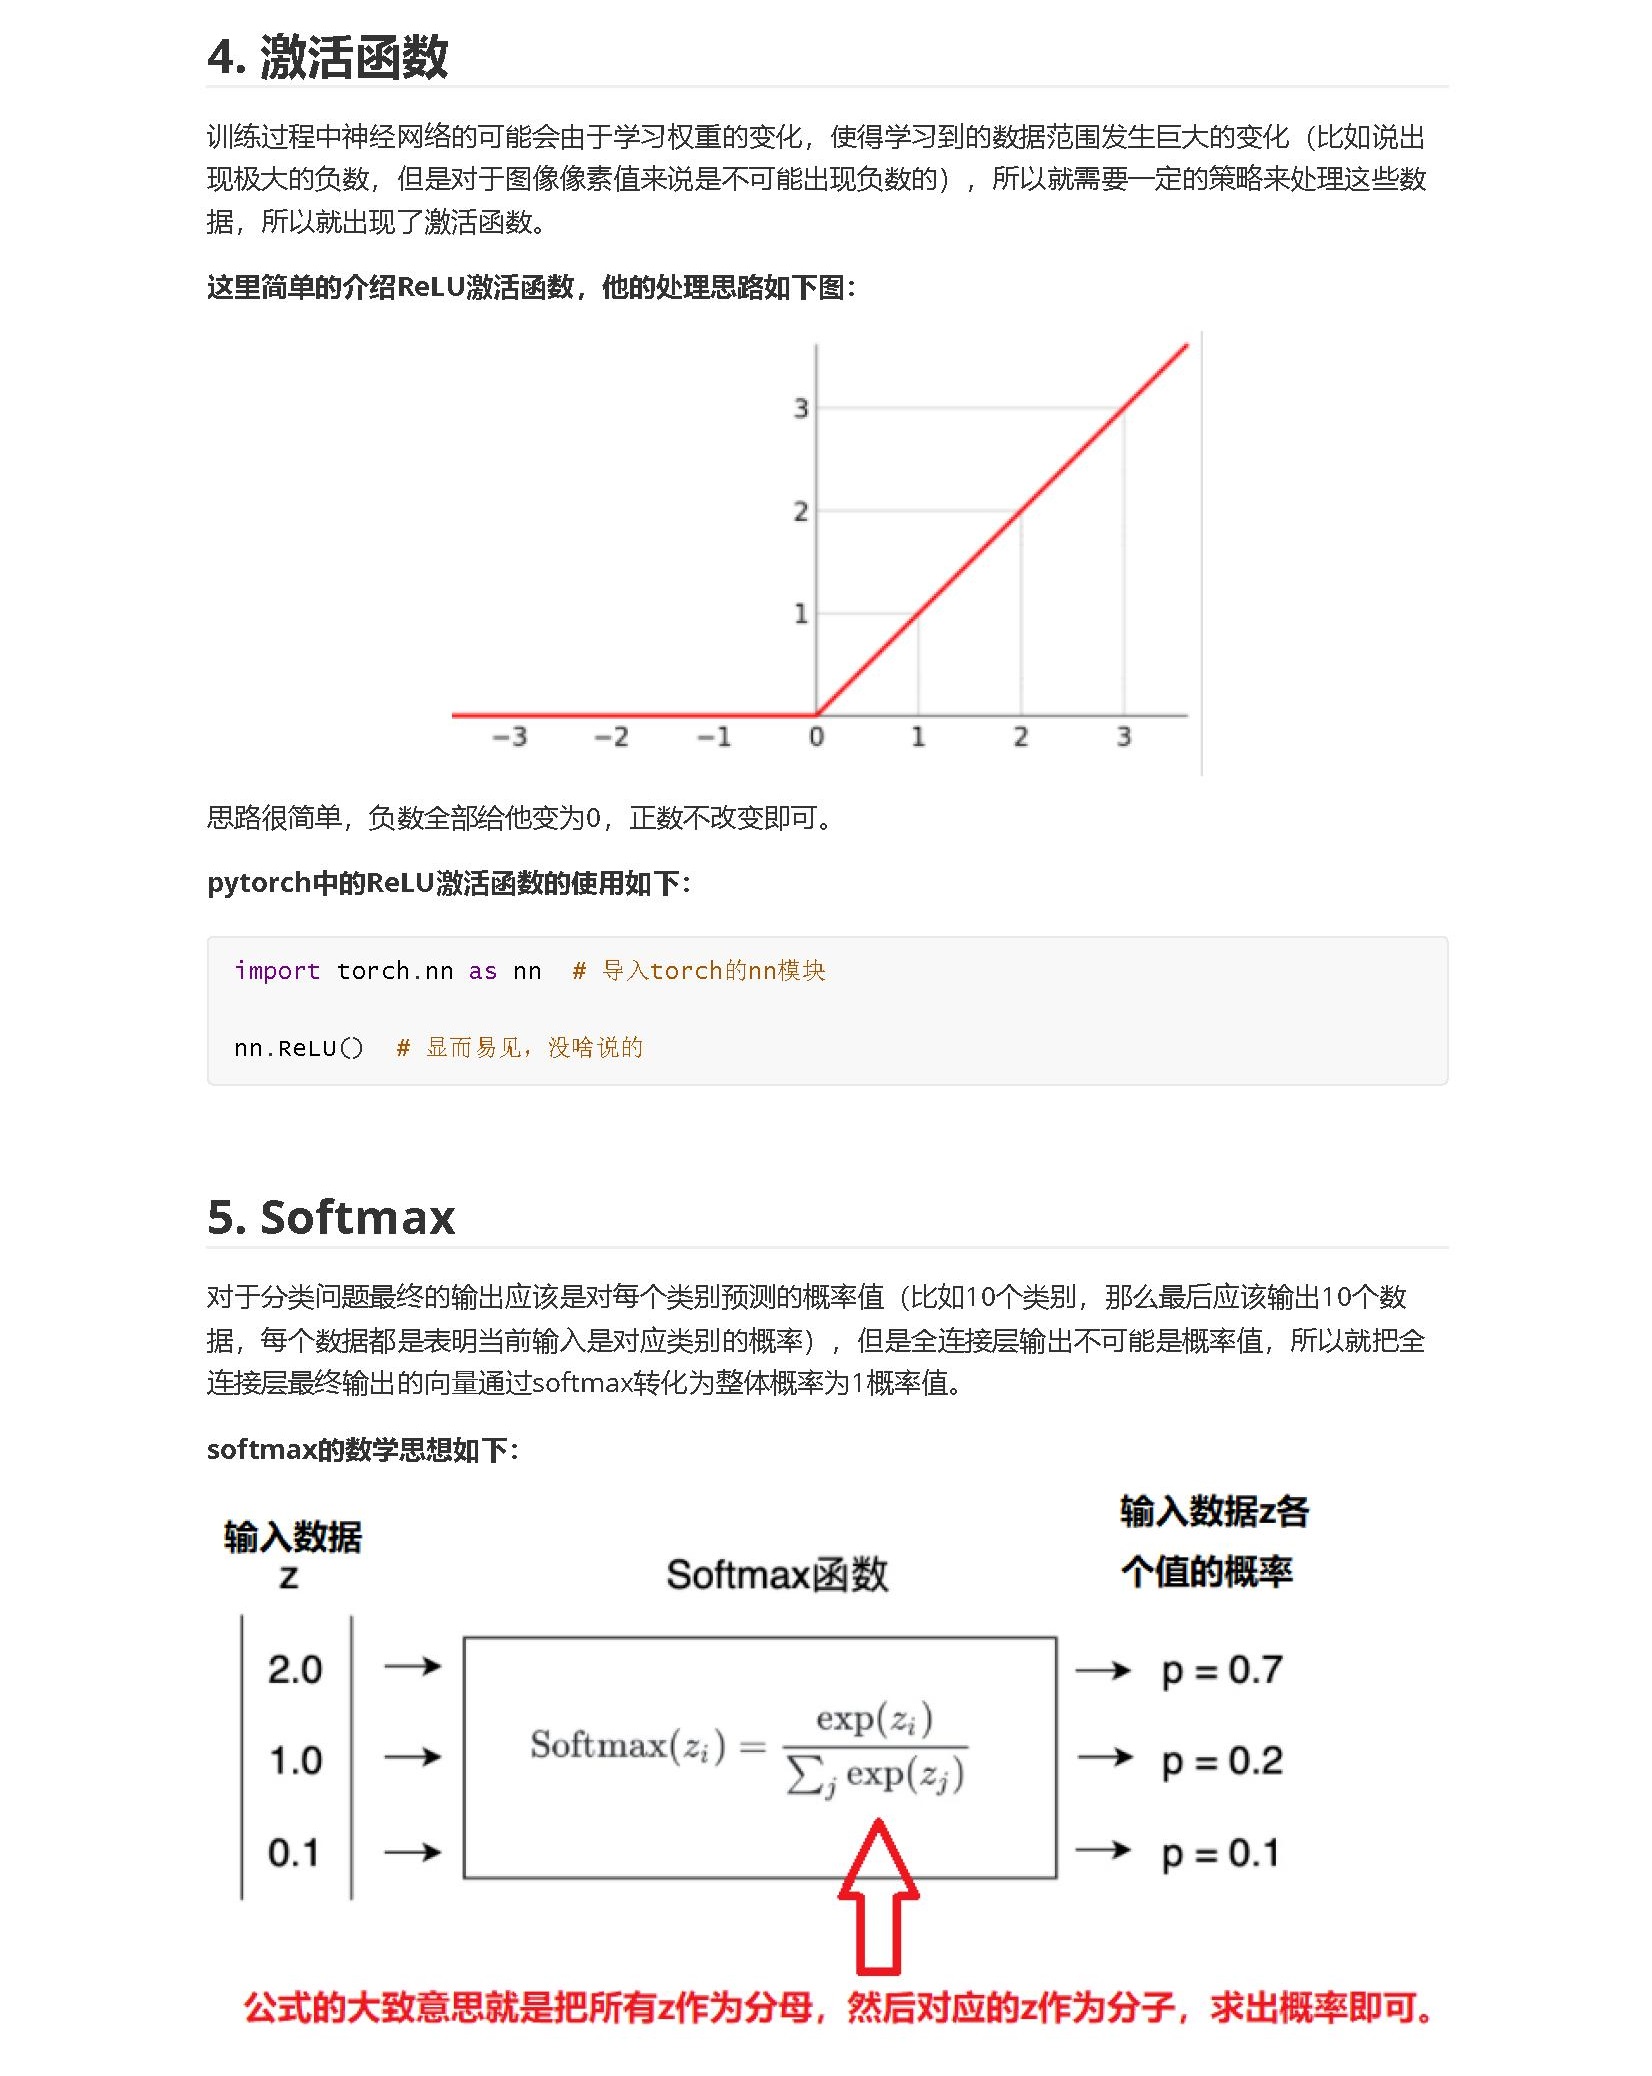 4. 激活函数
训练过程中神经网络的可能会由于学习权重的变化，使得学习到的数据范围发生巨大的变化（比如说出
现极大的负数，但是对于图像像素值来说是不可能出现负数的），所以就需要一定的策略来处理这些数
据，所以就出现了激活函数。
这里简单的介绍ReLU激活函数，他的处理思路如下图：
3
2
1
−3 −2 −1 0 1 2 3
思路很简单，负数全部给他变为0，正数不改变即可。
pytorch中的ReLU激活函数的使用如下：
import torch.nn as nn  # 导入torch的nn模块
nn.ReLU()  # 显而易见，没啥说的
5. Softmax
对于分类问题最终的输出应该是对每个类别预测的概率值（比如10个类别，那么最后应该输出10个数
据，每个数据都是表明当前输入是对应类别的概率），但是全连接层输出不可能是概率值，所以就把全
连接层最终输出的向量通过softmax转化为整体概率为1概率值。
softmax的数学思想如下：
输入数据
z
Softmax函数
输入数据z各
个值的概率
2.0 → → p = 0.7
1.0 → Softmax(z_i) = exp(z_i) / ∑_j exp(z_j) → p = 0.2
0.1 → → p = 0.1
公式的大致意思就是把所有z作为分母，然后对应的z作为分子，求出概率即可。